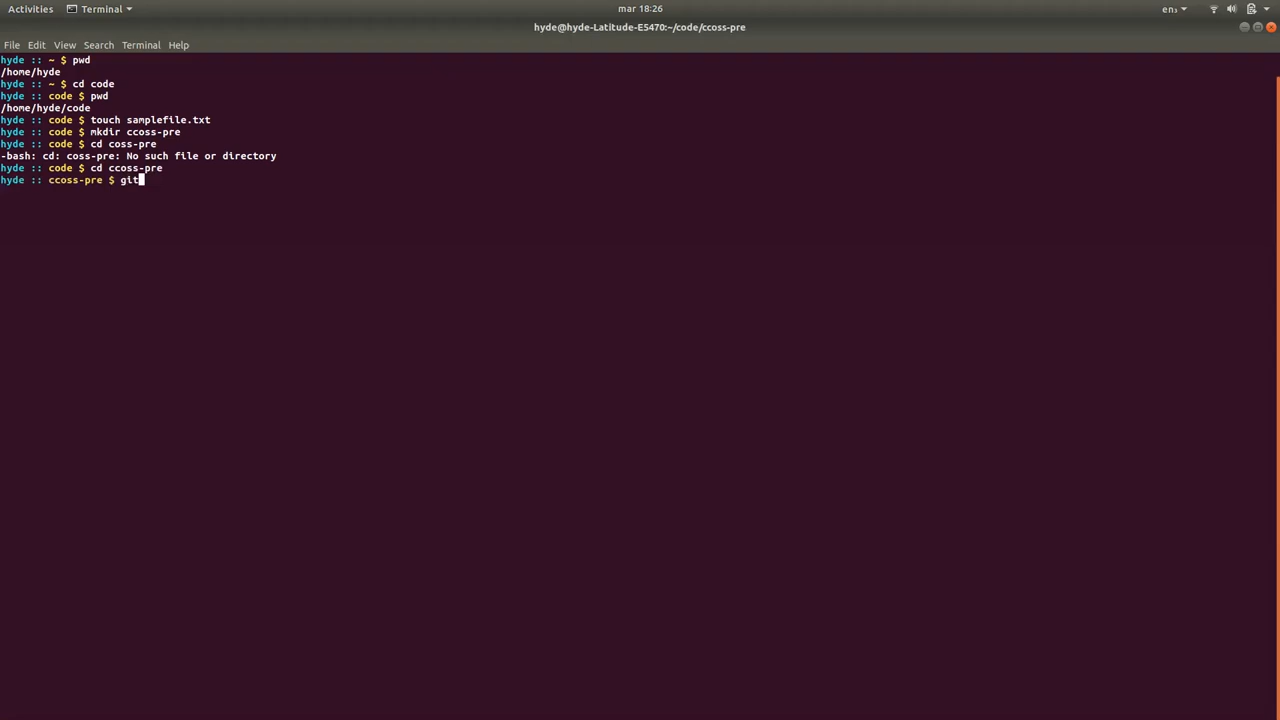 Activities Terminal mar 18:26 en₃
hyde@hyde-Latitude-E5470:~/code/ccoss-pre
File Edit View Search Terminal Help
hyde :: ~ $ pwd
/home/hyde
hyde :: ~ $ cd code
hyde :: code $ pwd
/home/hyde/code
hyde :: code $ touch samplefile.txt
hyde :: code $ mkdir ccoss-pre
hyde :: code $ cd coss-pre
-bash: cd: coss-pre: No such file or directory
hyde :: code $ cd ccoss-pre
hyde :: ccoss-pre $ git